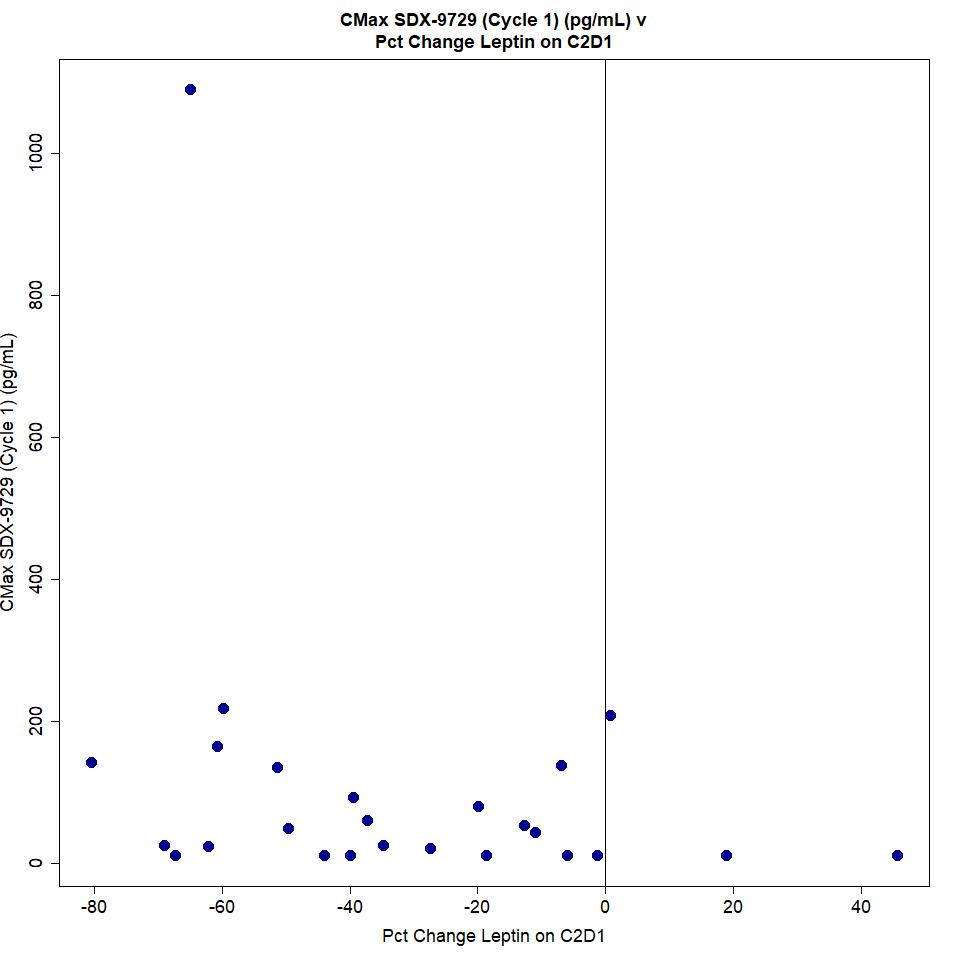 CMax SDX-9729 (Cycle 1) (pg/mL) v
Pct Change Leptin on C2D1
CMax SDX-9729 (Cycle 1) (pg/mL)
1000
800
600
400
200
0
-80 -60 -40 -20 0 20 40
Pct Change Leptin on C2D1